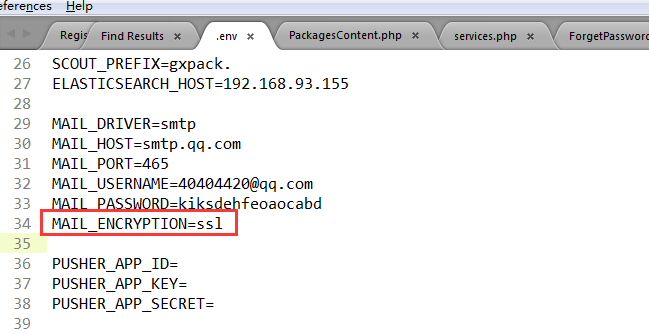 eferences Help
Regis Find Results × .env × PackagesContent.php × services.php × ForgetPassword
26 SCOUT_PREFIX=gxpack.
27 ELASTICSEARCH_HOST=192.168.93.155
28
29 MAIL_DRIVER=smtp
30 MAIL_HOST=smtp.qq.com
31 MAIL_PORT=465
32 MAIL_USERNAME=40404420@qq.com
33 MAIL_PASSWORD=kiksdehfeoaocabd
34 MAIL_ENCRYPTION=ssl
35
36 PUSHER_APP_ID=
37 PUSHER_APP_KEY=
38 PUSHER_APP_SECRET=
39